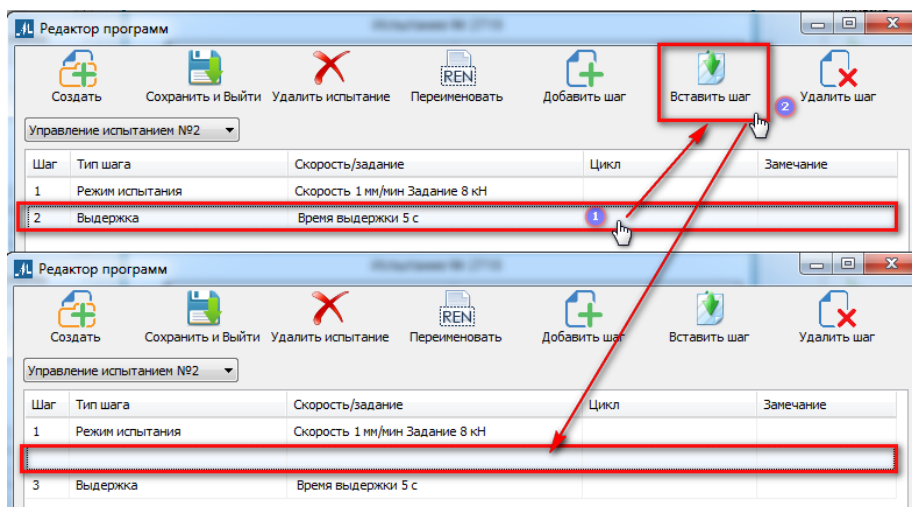 Редактор программ
Создать Сохранить и Выйти Удалить испытание REN Переименовать Добавить шаг Вставить шаг Удалить шаг
2
Управление испытанием №2
Шаг Тип шага Скорость/задание Цикл Замечание
1 Режим испытания Скорость 1 мм/мин Задание 8 кН
2 Выдержка Время выдержки 5 с 1
Редактор программ
Создать Сохранить и Выйти Удалить испытание REN Переименовать Добавить шаг Вставить шаг Удалить шаг
Управление испытанием №2
Шаг Тип шага Скорость/задание Цикл Замечание
1 Режим испытания Скорость 1 мм/мин Задание 8 кН
3 Выдержка Время выдержки 5 с